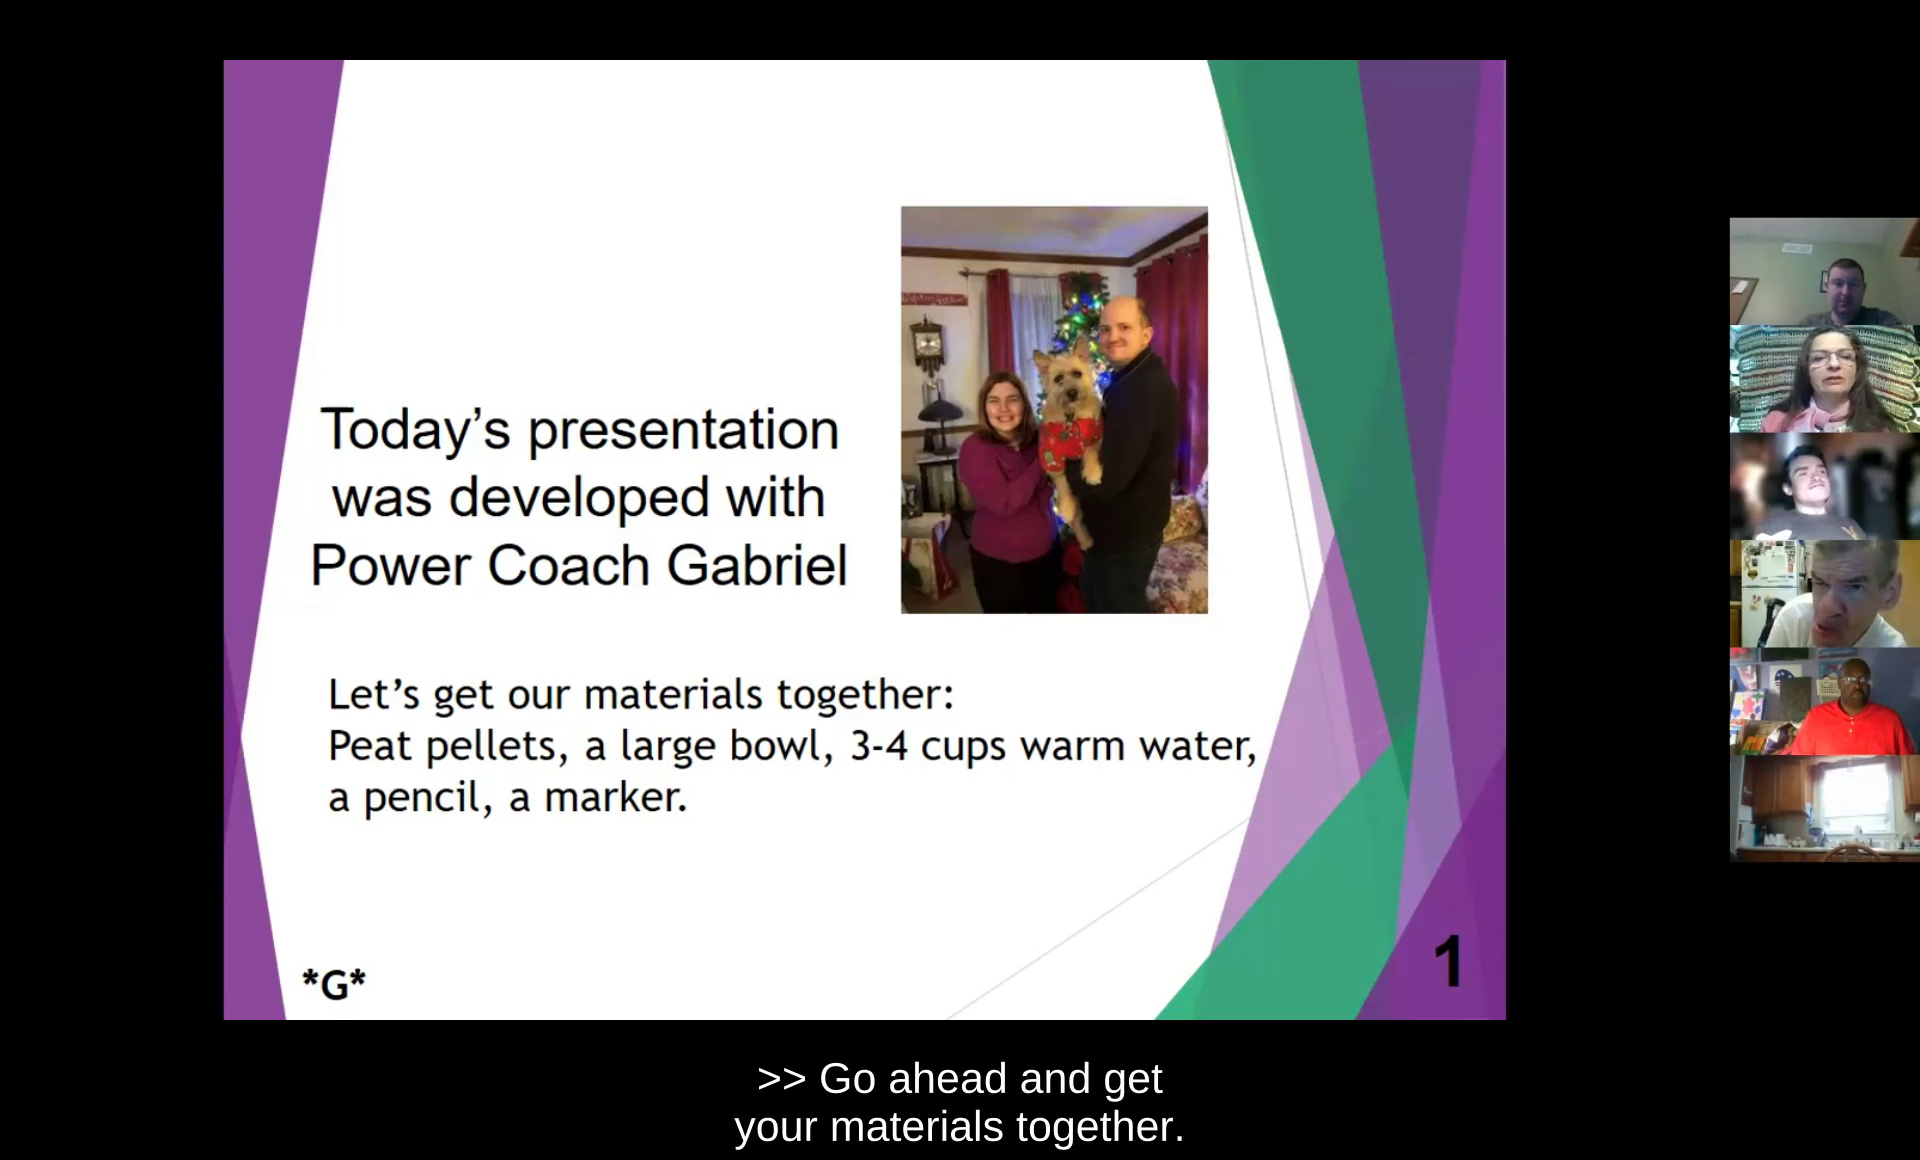 Today’s presentation
was developed with
Power Coach Gabriel
Let’s get our materials together:
Peat pellets, a large bowl, 3-4 cups warm water,
a pencil, a marker.
*G*
1
>> Go ahead and get
your materials together.